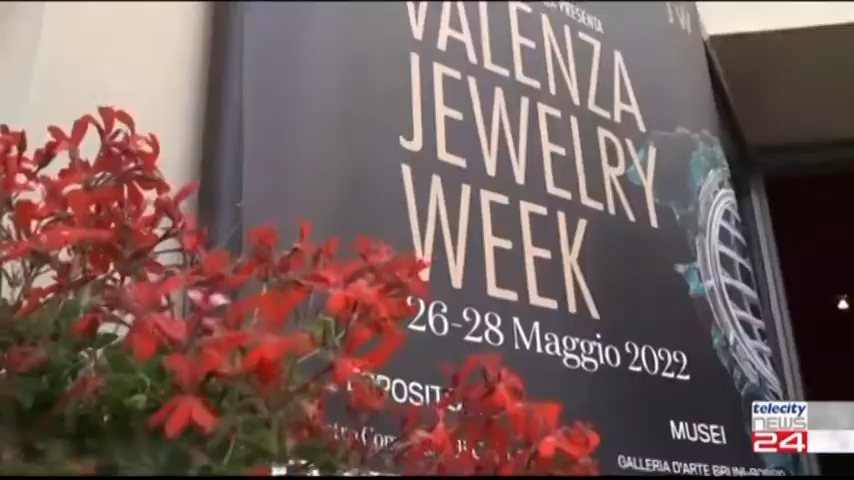 PRESENTA
VALENZA
JEWELRY
WEEK
26-28 Maggio 2022
MUSEI
GALLERIA D'ARTE
telecity
NEWS
24